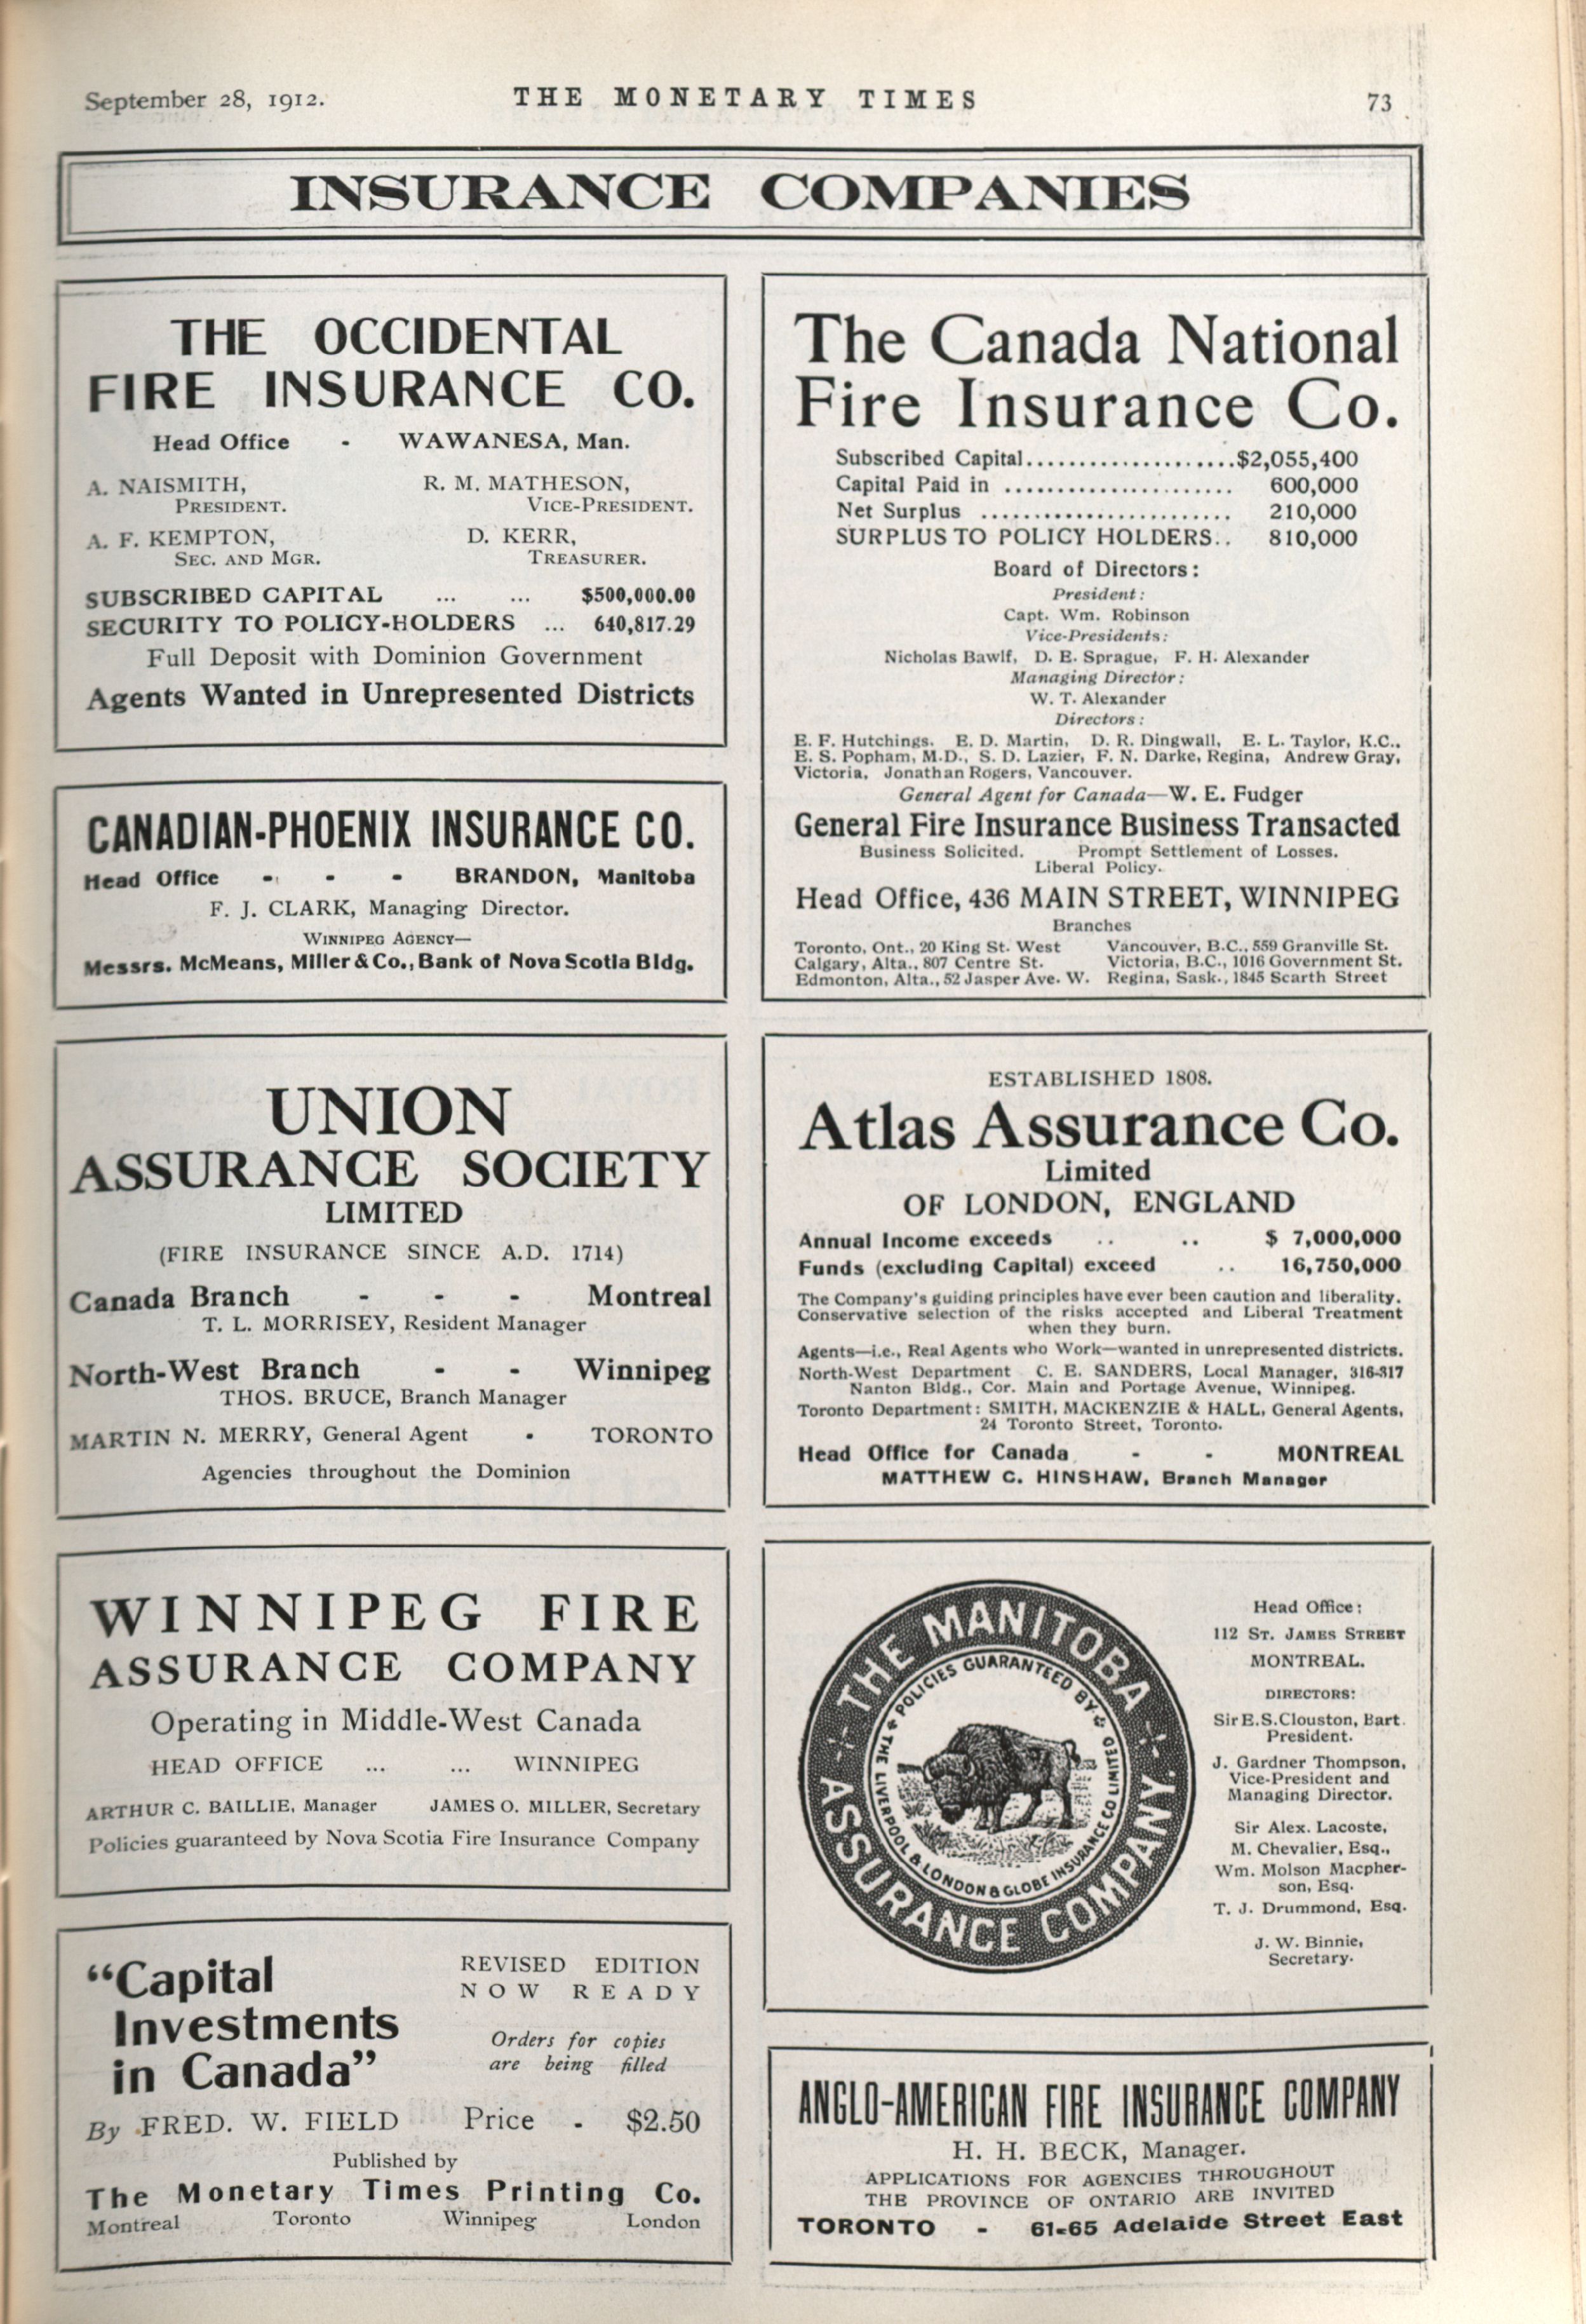 September 28, 1912.
THE MONETARY TIMES
73
INSURANCE COMPANIES
THE OCCIDENTAL
FIRE INSURANCE CO.
Head Office - WAWANESA, Man.
A. NAISMITH, R. M. MATHESON,
PRESIDENT. VICE-PRESIDENT.
A. F. KEMPTON, D. KERR,
SEC. AND MGR. TREASURER.
SUBSCRIBED CAPITAL ... ... $500,000.00
SECURITY TO POLICY-HOLDERS ... 640,817.29
Full Deposit with Dominion Government
Agents Wanted in Unrepresented Districts
CANADIAN-PHOENIX INSURANCE CO.
Head Office - - - BRANDON, Manitoba
F. J. CLARK, Managing Director.
WINNIPEG AGENCY—
Messrs. McMeans, Miller & Co., Bank of Nova Scotia Bldg.
UNION
ASSURANCE SOCIETY
LIMITED
(FIRE INSURANCE SINCE A.D. 1714)
Canada Branch - - - Montreal
T. L. MORRISEY, Resident Manager
North-West Branch - - Winnipeg
THOS. BRUCE, Branch Manager
MARTIN N. MERRY, General Agent - TORONTO
Agencies throughout the Dominion
WINNIPEG FIRE
ASSURANCE COMPANY
Operating in Middle-West Canada
HEAD OFFICE ... ... WINNIPEG
ARTHUR C. BAILLIE, Manager JAMES O. MILLER, Secretary
Policies guaranteed by Nova Scotia Fire Insurance Company
"Capital
Investments
in Canada"
REVISED EDITION
NOW READY
Orders for copies
are being filled
By FRED. W. FIELD Price - $2.50
Published by
The Monetary Times Printing Co.
Montreal Toronto Winnipeg London
The Canada National
Fire Insurance Co.
Subscribed Capital.....................$2,055,400
Capital Paid in ...................... 600,000
Net Surplus ........................ 210,000
SURPLUS TO POLICY HOLDERS.. 810,000
Board of Directors:
President:
Capt. Wm. Robinson
Vice-Presidents:
Nicholas Bawlf, D. E. Sprague, F. H. Alexander
Managing Director:
W. T. Alexander
Directors:
E. F. Hutchings, E. D. Martin, D. R. Dingwall, E. L. Taylor, K.C.,
E. S. Popham, M.D., S. D. Lazier, F. N. Darke, Regina, Andrew Gray,
Victoria, Jonathan Rogers, Vancouver.
General Agent for Canada—W. E. Fudger
General Fire Insurance Business Transacted
Business Solicited. Prompt Settlement of Losses.
Liberal Policy.
Head Office, 436 MAIN STREET, WINNIPEG
Branches
Toronto, Ont., 20 King St. West Vancouver, B.C., 559 Granville St.
Calgary, Alta., 807 Centre St. Victoria, B.C., 1016 Government St.
Edmonton, Alta., 52 Jasper Ave. W. Regina, Sask., 1845 Scarth Street
ESTABLISHED 1808.
Atlas Assurance Co.
Limited
OF LONDON, ENGLAND
Annual Income exceeds .. .. $ 7,000,000
Funds (excluding Capital) exceed .. 16,750,000
The Company's guiding principles have ever been caution and liberality.
Conservative selection of the risks accepted and Liberal Treatment
when they burn.
Agents—i.e., Real Agents who Work—wanted in unrepresented districts.
North-West Department C. E. SANDERS, Local Manager, 316-317
Nanton Bldg., Cor. Main and Portage Avenue, Winnipeg.
Toronto Department: SMITH, MACKENZIE & HALL, General Agents,
24 Toronto Street, Toronto.
Head Office for Canada - - MONTREAL
MATTHEW C. HINSHAW, Branch Manager
THE MANITOBA
ASSURANCE COMPANY.
POLICIES GUARANTEED BY
THE LIVERPOOL & LONDON & GLOBE INSURANCE CO LIMITED
Head Office:
112 ST. JAMES STREET
MONTREAL.
DIRECTORS:
Sir E. S. Clouston, Bart.
President.
J. Gardner Thompson,
Vice-President and
Managing Director.
Sir Alex. Lacoste,
M. Chevalier, Esq.,
Wm. Molson Macpher-
son, Esq.
T. J. Drummond, Esq.
J. W. Binnie,
Secretary.
ANGLO-AMERICAN FIRE INSURANCE COMPANY
H. H. BECK, Manager.
APPLICATIONS FOR AGENCIES THROUGHOUT
THE PROVINCE OF ONTARIO ARE INVITED
TORONTO - 61-65 Adelaide Street East